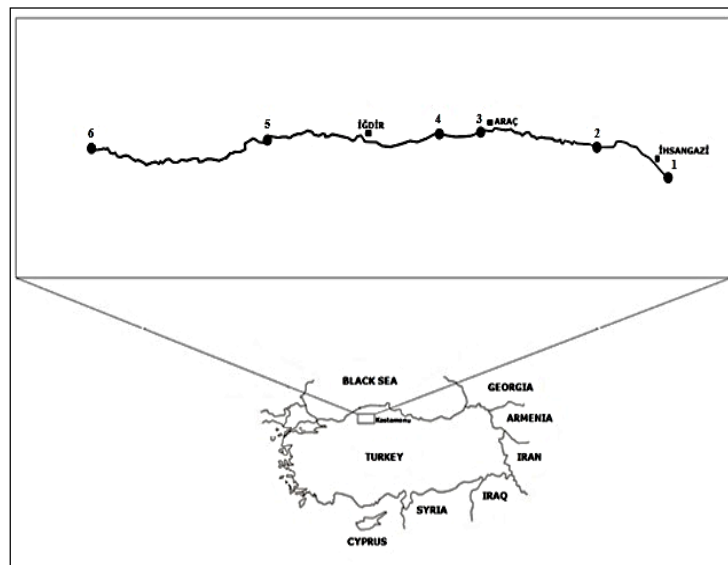 6
5
İĞDİR
4
3
ARAÇ
2
İHSANGAZİ
1
BLACK SEA
GEORGIA
ARMENIA
Kastamonu
TURKEY
IRAN
IRAQ
SYRIA
CYPRUS